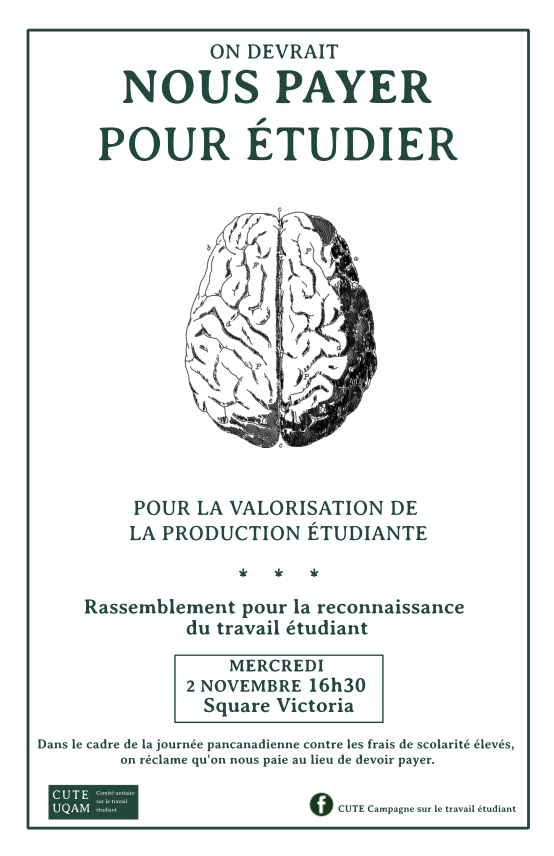 ON DEVRAIT
NOUS PAYER
POUR ÉTUDIER
POUR LA VALORISATION DE
LA PRODUCTION ÉTUDIANTE
* * *
Rassemblement pour la reconnaissance
du travail étudiant
MERCREDI
2 NOVEMBRE 16h30
Square Victoria
Dans le cadre de la journée pancanadienne contre les frais de scolarité élevés,
on réclame qu'on nous paie au lieu de devoir payer.
CUTE
UQAM
Comité unitaire
sur le travail
étudiant
f CUTE Campagne sur le travail étudiant